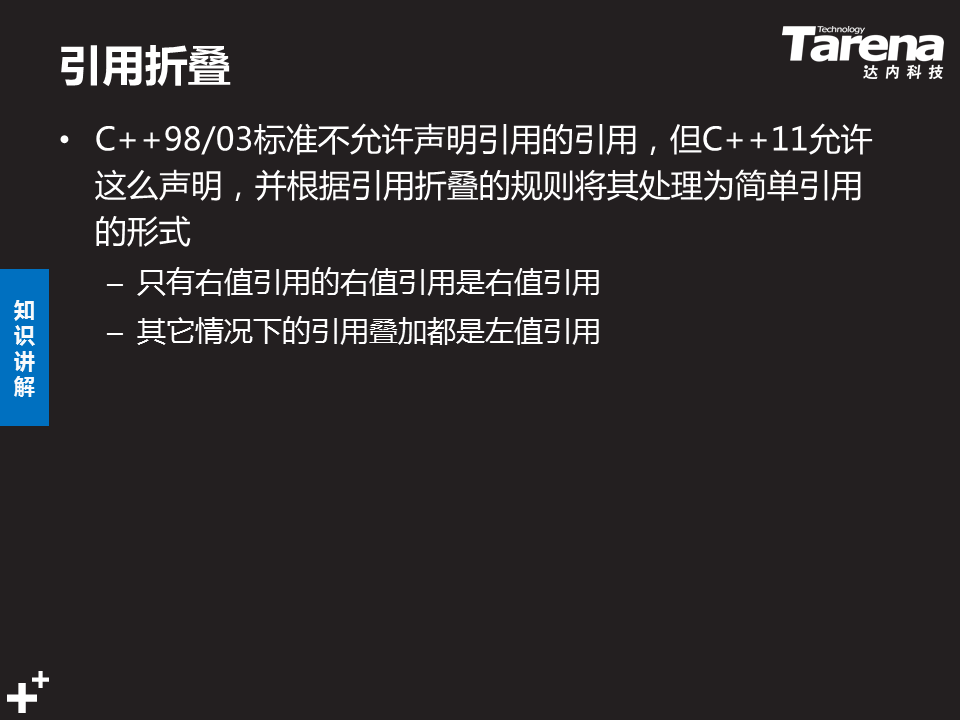 引用折叠
Technology
Tarena
达内科技
• C++98/03标准不允许声明引用的引用，但C++11允许
这么声明，并根据引用折叠的规则将其处理为简单引用
的形式
– 只有右值引用的右值引用是右值引用
– 其它情况下的引用叠加都是左值引用
知
识
讲
解